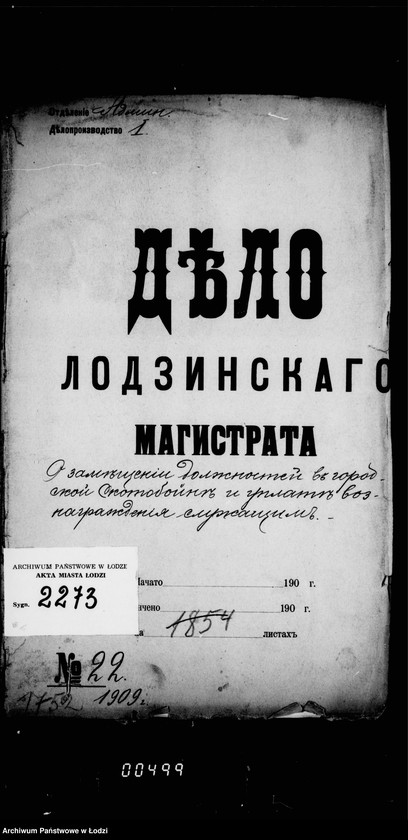 Отдѣленіе Админ.
Дѣлопроизводство 1.
ДѢЛО
ЛОДЗИНСКАГО
МАГИСТРАТА
О замѣщеніи должностей въ город-
ской скотобойнѣ и уплатѣ воз-
награжденія служащимъ.
ARCHIWUM PAŃSTWOWE W ŁODZI
AKTA MIASTA ŁODZI
Sygn. 2273
Начато 190 г.
нчено 190 г.
1854 листахъ
№ 22.
1909 г.
00499
Archiwum Państwowe w Łodzi